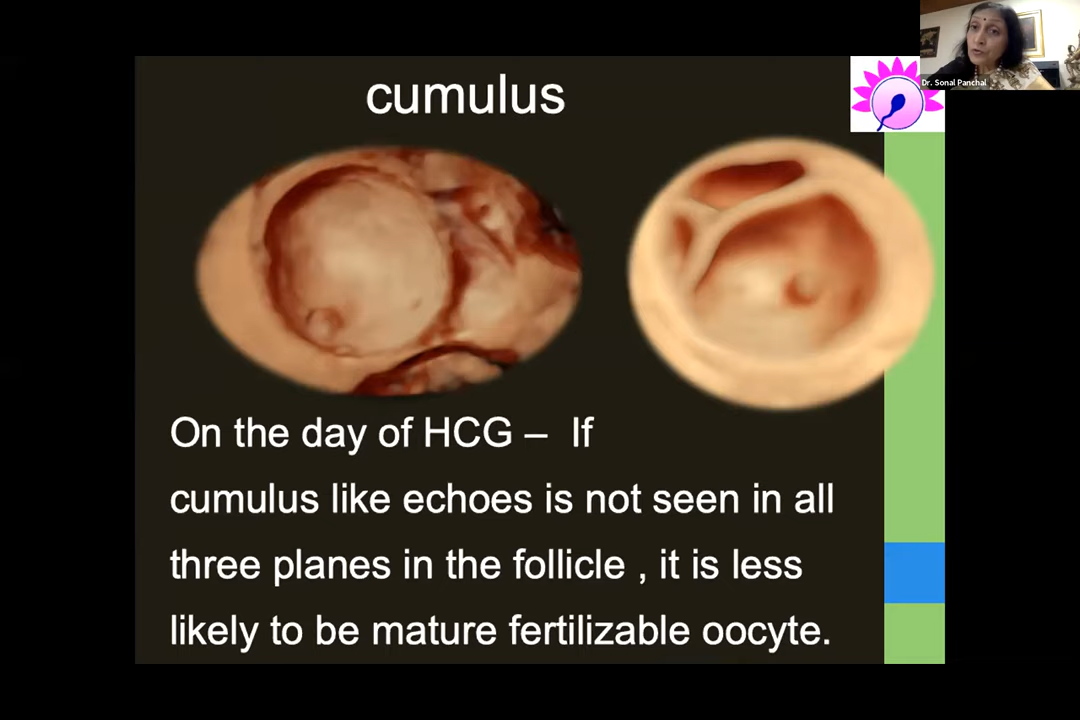 Dr. Sonal Panchal
cumulus
On the day of HCG – If
cumulus like echoes is not seen in all
three planes in the follicle , it is less
likely to be mature fertilizable oocyte.